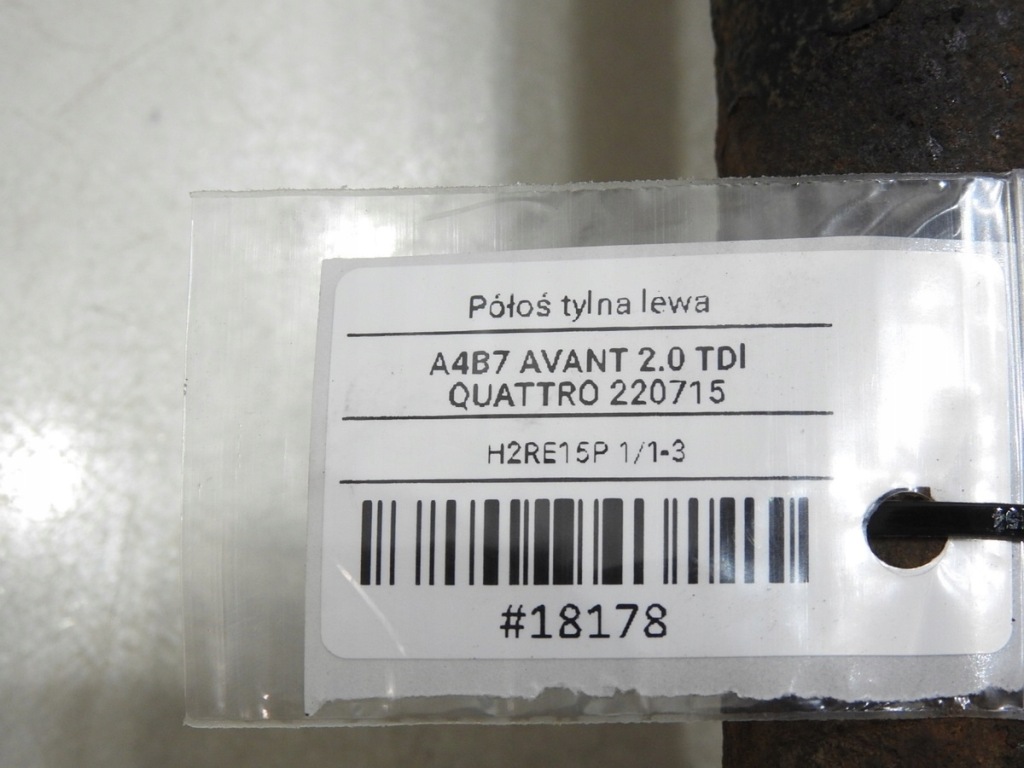 Półoś tylna lewa
A4B7 AVANT 2.0 TDI
QUATTRO 220715
H2RE15P 1/1-3
#18178